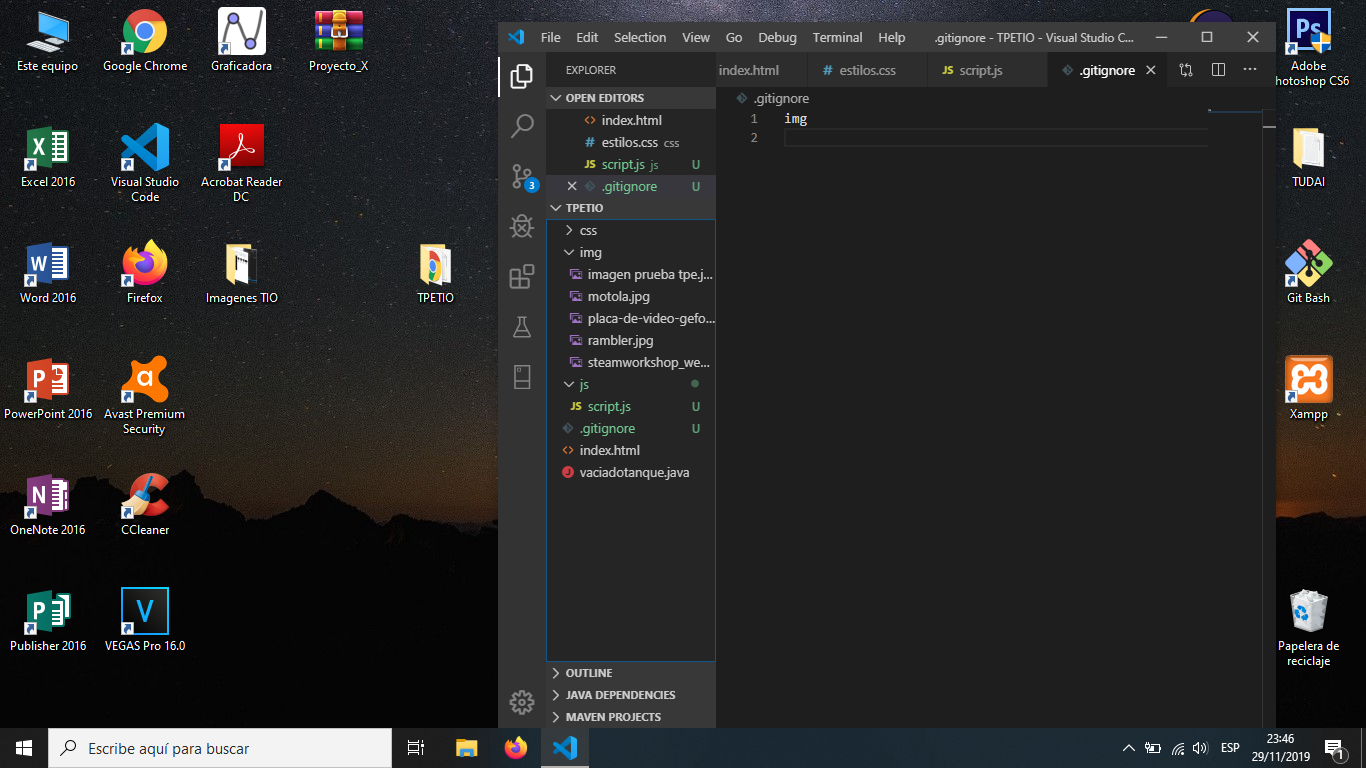 Este equipo
Google Chrome
Graficadora
Proyecto_X
Excel 2016
Visual Studio
Code
Acrobat Reader
DC
Word 2016
Firefox
Imagenes TIO
TPETIO
PowerPoint 2016
Avast Premium
Security
OneNote 2016
CCleaner
Publisher 2016
VEGAS Pro 16.0
File Edit Selection View Go Debug Terminal Help .gitignore - TPETIO - Visual Studio C...
EXPLORER
index.html
# estilos.css
JS script.js
.gitignore
OPEN EDITORS
index.html
# estilos.css css
JS script.js js U
.gitignore U
TPETIO
css
img
imagen prueba tpe.j...
motola.jpg
placa-de-video-gefo...
rambler.jpg
steamworkshop_we...
js
JS script.js U
.gitignore U
index.html
J vaciadotanque.java
OUTLINE
JAVA DEPENDENCIES
MAVEN PROJECTS
3
.gitignore
1 img
2
Ps
Adobe
hotoshop CS6
TUDAI
Git Bash
Xampp
Papelera de
reciclaje
Escribe aquí para buscar
ESP
23:46
29/11/2019
1